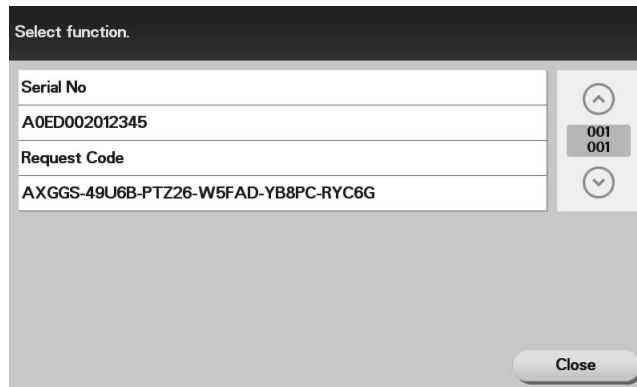 Select function.
Serial No
A0ED002012345
001
001
Request Code
AXGGS-49U6B-PTZ26-W5FAD-YB8PC-RYC6G
Close